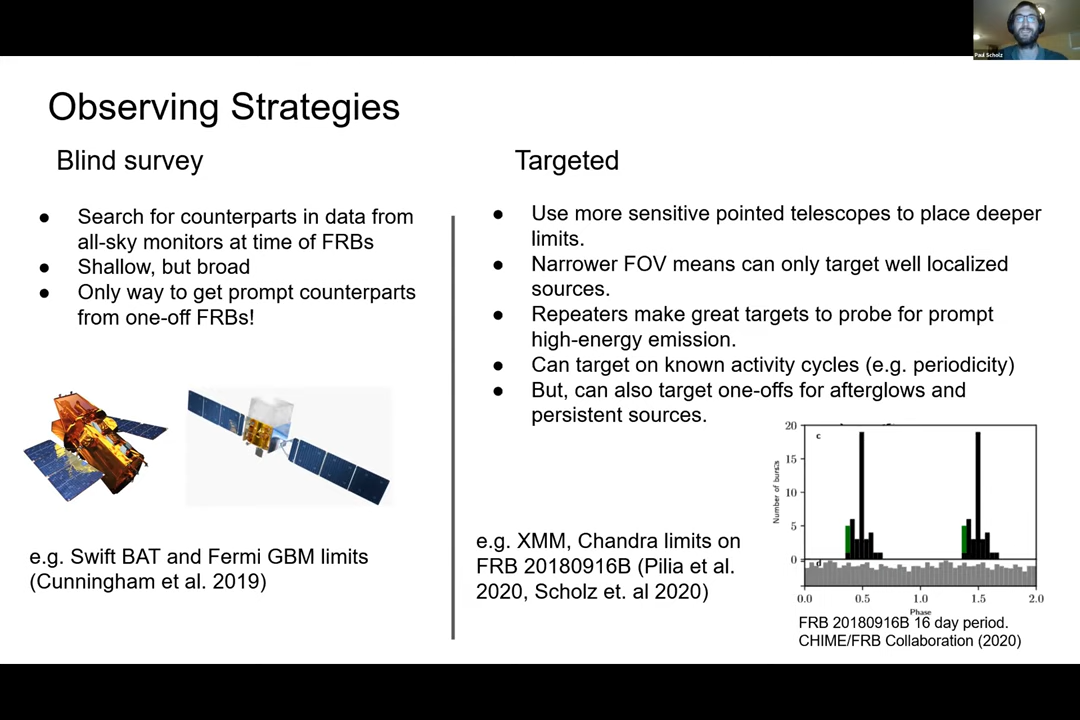 Paul Scholz
Observing Strategies
Blind survey
● Search for counterparts in data from
all-sky monitors at time of FRBs
● Shallow, but broad
● Only way to get prompt counterparts
from one-off FRBs!
e.g. Swift BAT and Fermi GBM limits
(Cunningham et al. 2019)
Targeted
● Use more sensitive pointed telescopes to place deeper
limits.
● Narrower FOV means can only target well localized
sources.
● Repeaters make great targets to probe for prompt
high-energy emission.
● Can target on known activity cycles (e.g. periodicity)
● But, can also target one-offs for afterglows and
persistent sources.
e.g. XMM, Chandra limits on
FRB 20180916B (Pilia et al.
2020, Scholz et. al 2020)
c
20
15
10
5
0
Number of bursts
d
0.0 0.5 1.0 1.5 2.0
Phase
FRB 20180916B 16 day period.
CHIME/FRB Collaboration (2020)